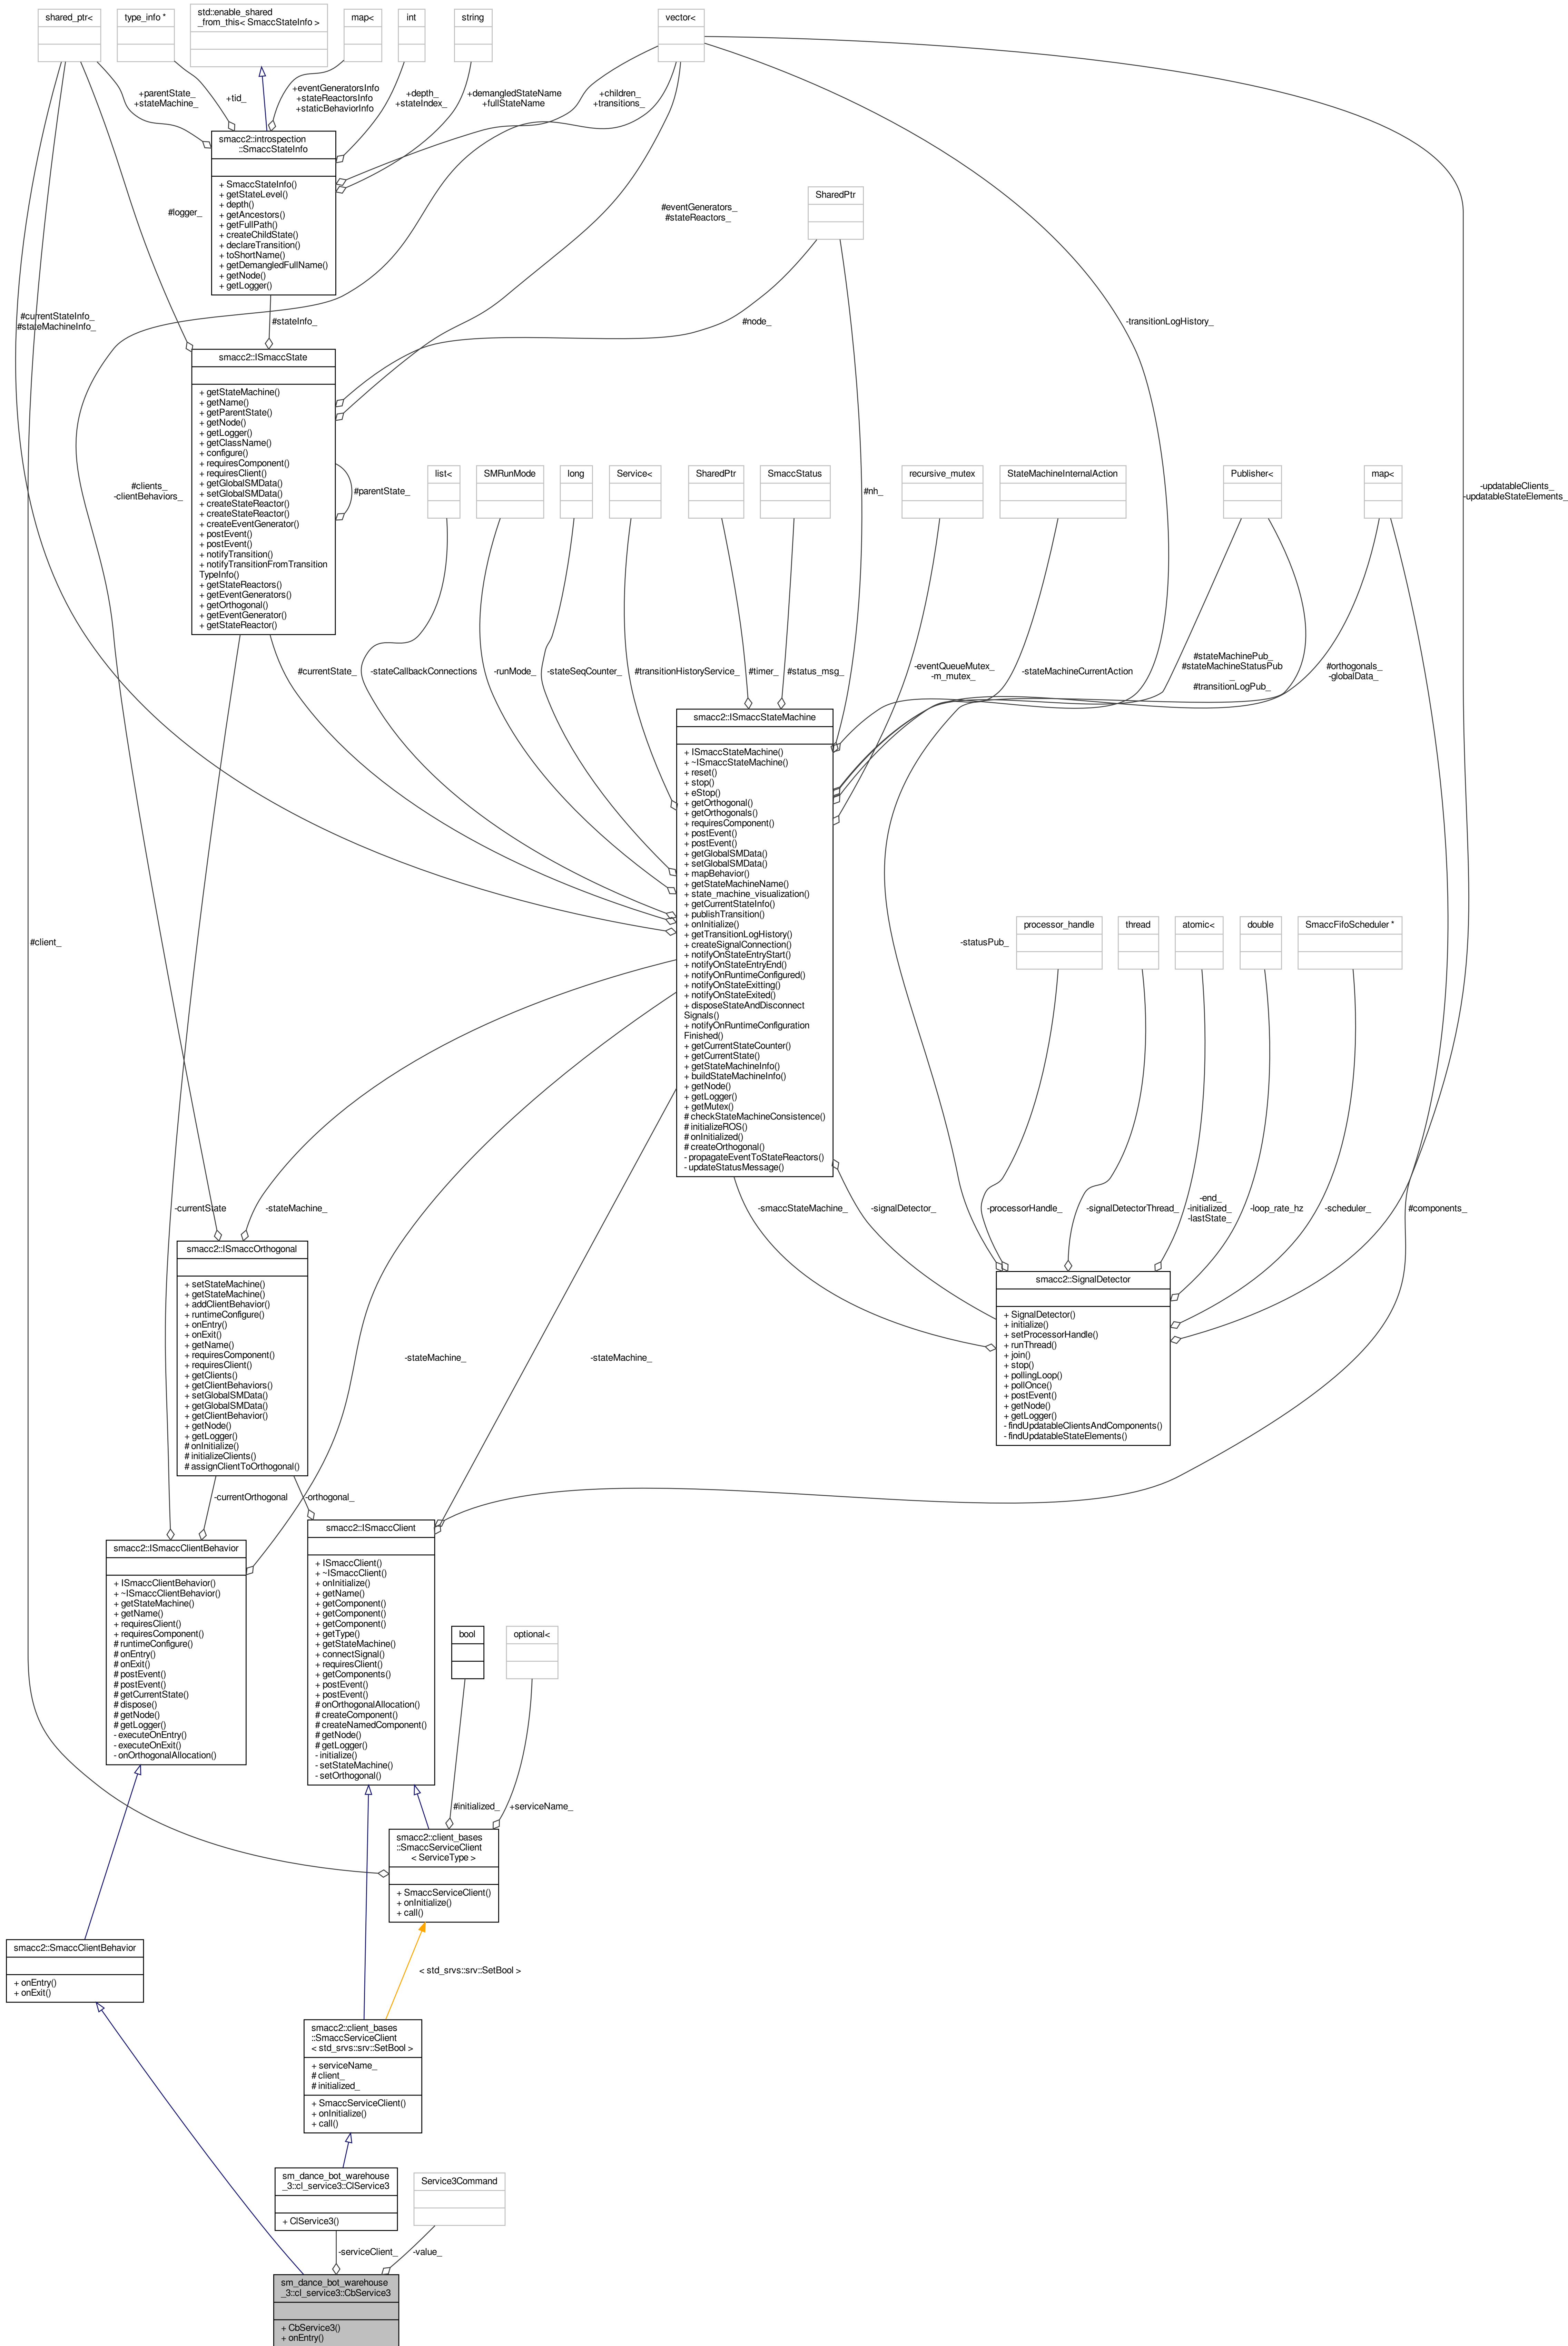 shared_ptr<
type_info *
std::enable_shared
_from_this< SmaccStateInfo >
map<
int
string
vector<
+parentState_
+stateMachine_
+tid_
+eventGeneratorsInfo
+stateReactorsInfo
+staticBehaviorInfo
+depth_
+stateIndex_
+demangledStateName
+fullStateName
+children_
+transitions_
smacc2::introspection
::SmaccStateInfo
+ SmaccStateInfo()
+ getStateLevel()
+ depth()
+ getAncestors()
+ getFullPath()
+ createChildState()
+ declareTransition()
+ toShortName()
+ getDemangledFullName()
+ getNode()
+ getLogger()
SharedPtr
#logger_
#eventGenerators_
#stateReactors_
#currentStateInfo_
#stateMachineInfo_
#stateInfo_
#node_
-transitionLogHistory_
smacc2::ISmaccState
+ getStateMachine()
+ getName()
+ getParentState()
+ getNode()
+ getLogger()
+ getClassName()
+ configure()
+ requiresComponent()
+ requiresClient()
+ getGlobalSMData()
+ setGlobalSMData()
+ createStateReactor()
+ createStateReactor()
+ createEventGenerator()
+ postEvent()
+ postEvent()
+ notifyTransition()
+ notifyTransitionFromTransition
TypeInfo()
+ getStateReactors()
+ getEventGenerators()
+ getOrthogonal()
+ getEventGenerator()
+ getStateReactor()
#clients_
-clientBehaviors_
#parentState_
list<
SMRunMode
long
Service<
SharedPtr
SmaccStatus
#nh_
recursive_mutex
StateMachineInternalAction
Publisher<
map<
-updatableClients_
-updatableStateElements_
#currentState_
-stateCallbackConnections
-runMode_
-stateSeqCounter_
#transitionHistoryService_
#timer_
#status_msg_
-eventQueueMutex_
-m_mutex_
-stateMachineCurrentAction
#stateMachinePub_
#stateMachineStatusPub
_
#transitionLogPub_
#orthogonals_
-globalData_
smacc2::ISmaccStateMachine
+ ISmaccStateMachine()
+ ~ISmaccStateMachine()
+ reset()
+ stop()
+ eStop()
+ getOrthogonal()
+ getOrthogonals()
+ requiresComponent()
+ postEvent()
+ postEvent()
+ getGlobalSMData()
+ setGlobalSMData()
+ mapBehavior()
+ getStateMachineName()
+ state_machine_visualization()
+ getCurrentStateInfo()
+ publishTransition()
+ onInitialize()
+ getTransitionLogHistory()
+ createSignalConnection()
+ notifyOnStateEntryStart()
+ notifyOnStateEntryEnd()
+ notifyOnRuntimeConfigured()
+ notifyOnStateExitting()
+ notifyOnStateExited()
+ disposeStateAndDisconnect
Signals()
+ notifyOnRuntimeConfiguration
Finished()
+ getCurrentStateCounter()
+ getCurrentState()
+ getStateMachineInfo()
+ buildStateMachineInfo()
+ getNode()
+ getLogger()
+ getMutex()
# checkStateMachineConsistence()
# initializeROS()
# onInitialized()
# createOrthogonal()
- propagateEventToStateReactors()
- updateStatusMessage()
#client_
-statusPub_
processor_handle
thread
atomic<
double
SmaccFifoScheduler *
-currentState
-stateMachine_
-smaccStateMachine_
-signalDetector_
-processorHandle_
-signalDetectorThread_
-end_
-initialized_
-lastState_
-loop_rate_hz
-scheduler_
#components_
smacc2::ISmaccOrthogonal
+ setStateMachine()
+ getStateMachine()
+ addClientBehavior()
+ runtimeConfigure()
+ onEntry()
+ onExit()
+ getName()
+ requiresComponent()
+ requiresClient()
+ getClients()
+ getClientBehaviors()
+ setGlobalSMData()
+ getGlobalSMData()
+ getClientBehavior()
+ getNode()
+ getLogger()
# onInitialize()
# initializeClients()
# assignClientToOrthogonal()
smacc2::SignalDetector
+ SignalDetector()
+ initialize()
+ setProcessorHandle()
+ runThread()
+ join()
+ stop()
+ pollingLoop()
+ pollOnce()
+ postEvent()
+ getNode()
+ getLogger()
- findUpdatableClientsAndComponents()
- findUpdatableStateElements()
-stateMachine_
-stateMachine_
-currentOrthogonal
-orthogonal_
smacc2::ISmaccClientBehavior
+ ISmaccClientBehavior()
+ ~ISmaccClientBehavior()
+ getStateMachine()
+ getName()
+ requiresClient()
+ requiresComponent()
# runtimeConfigure()
# onEntry()
# onExit()
# postEvent()
# postEvent()
# getCurrentState()
# dispose()
# getNode()
# getLogger()
- executeOnEntry()
- executeOnExit()
- onOrthogonalAllocation()
smacc2::ISmaccClient
+ ISmaccClient()
+ ~ISmaccClient()
+ onInitialize()
+ getName()
+ getComponent()
+ getComponent()
+ getComponent()
+ getType()
+ getStateMachine()
+ connectSignal()
+ requiresClient()
+ getComponents()
+ postEvent()
+ postEvent()
# onOrthogonalAllocation()
# createComponent()
# createNamedComponent()
# getNode()
# getLogger()
- initialize()
- setStateMachine()
- setOrthogonal()
bool
optional<
#initialized_
+serviceName_
smacc2::client_bases
::SmaccServiceClient
< ServiceType >
+ SmaccServiceClient()
+ onInitialize()
+ call()
smacc2::SmaccClientBehavior
+ onEntry()
+ onExit()
< std_srvs::srv::SetBool >
smacc2::client_bases
::SmaccServiceClient
< std_srvs::srv::SetBool >
+ serviceName_
# client_
# initialized_
+ SmaccServiceClient()
+ onInitialize()
+ call()
sm_dance_bot_warehouse
_3::cl_service3::ClService3
+ ClService3()
Service3Command
-serviceClient_
-value_
sm_dance_bot_warehouse
_3::cl_service3::CbService3
+ CbService3()
+ onEntry()